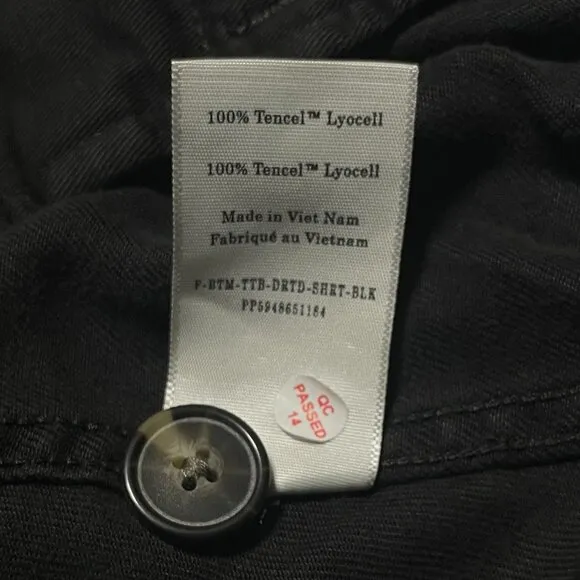 100% Tencel™ Lyocell
100% Tencel™ Lyocell
Made in Viet Nam
Fabriqué au Vietnam
F-BTM-TTB-DRTD-SHRT-BLK
PP5948651184
QC
PASSED
14